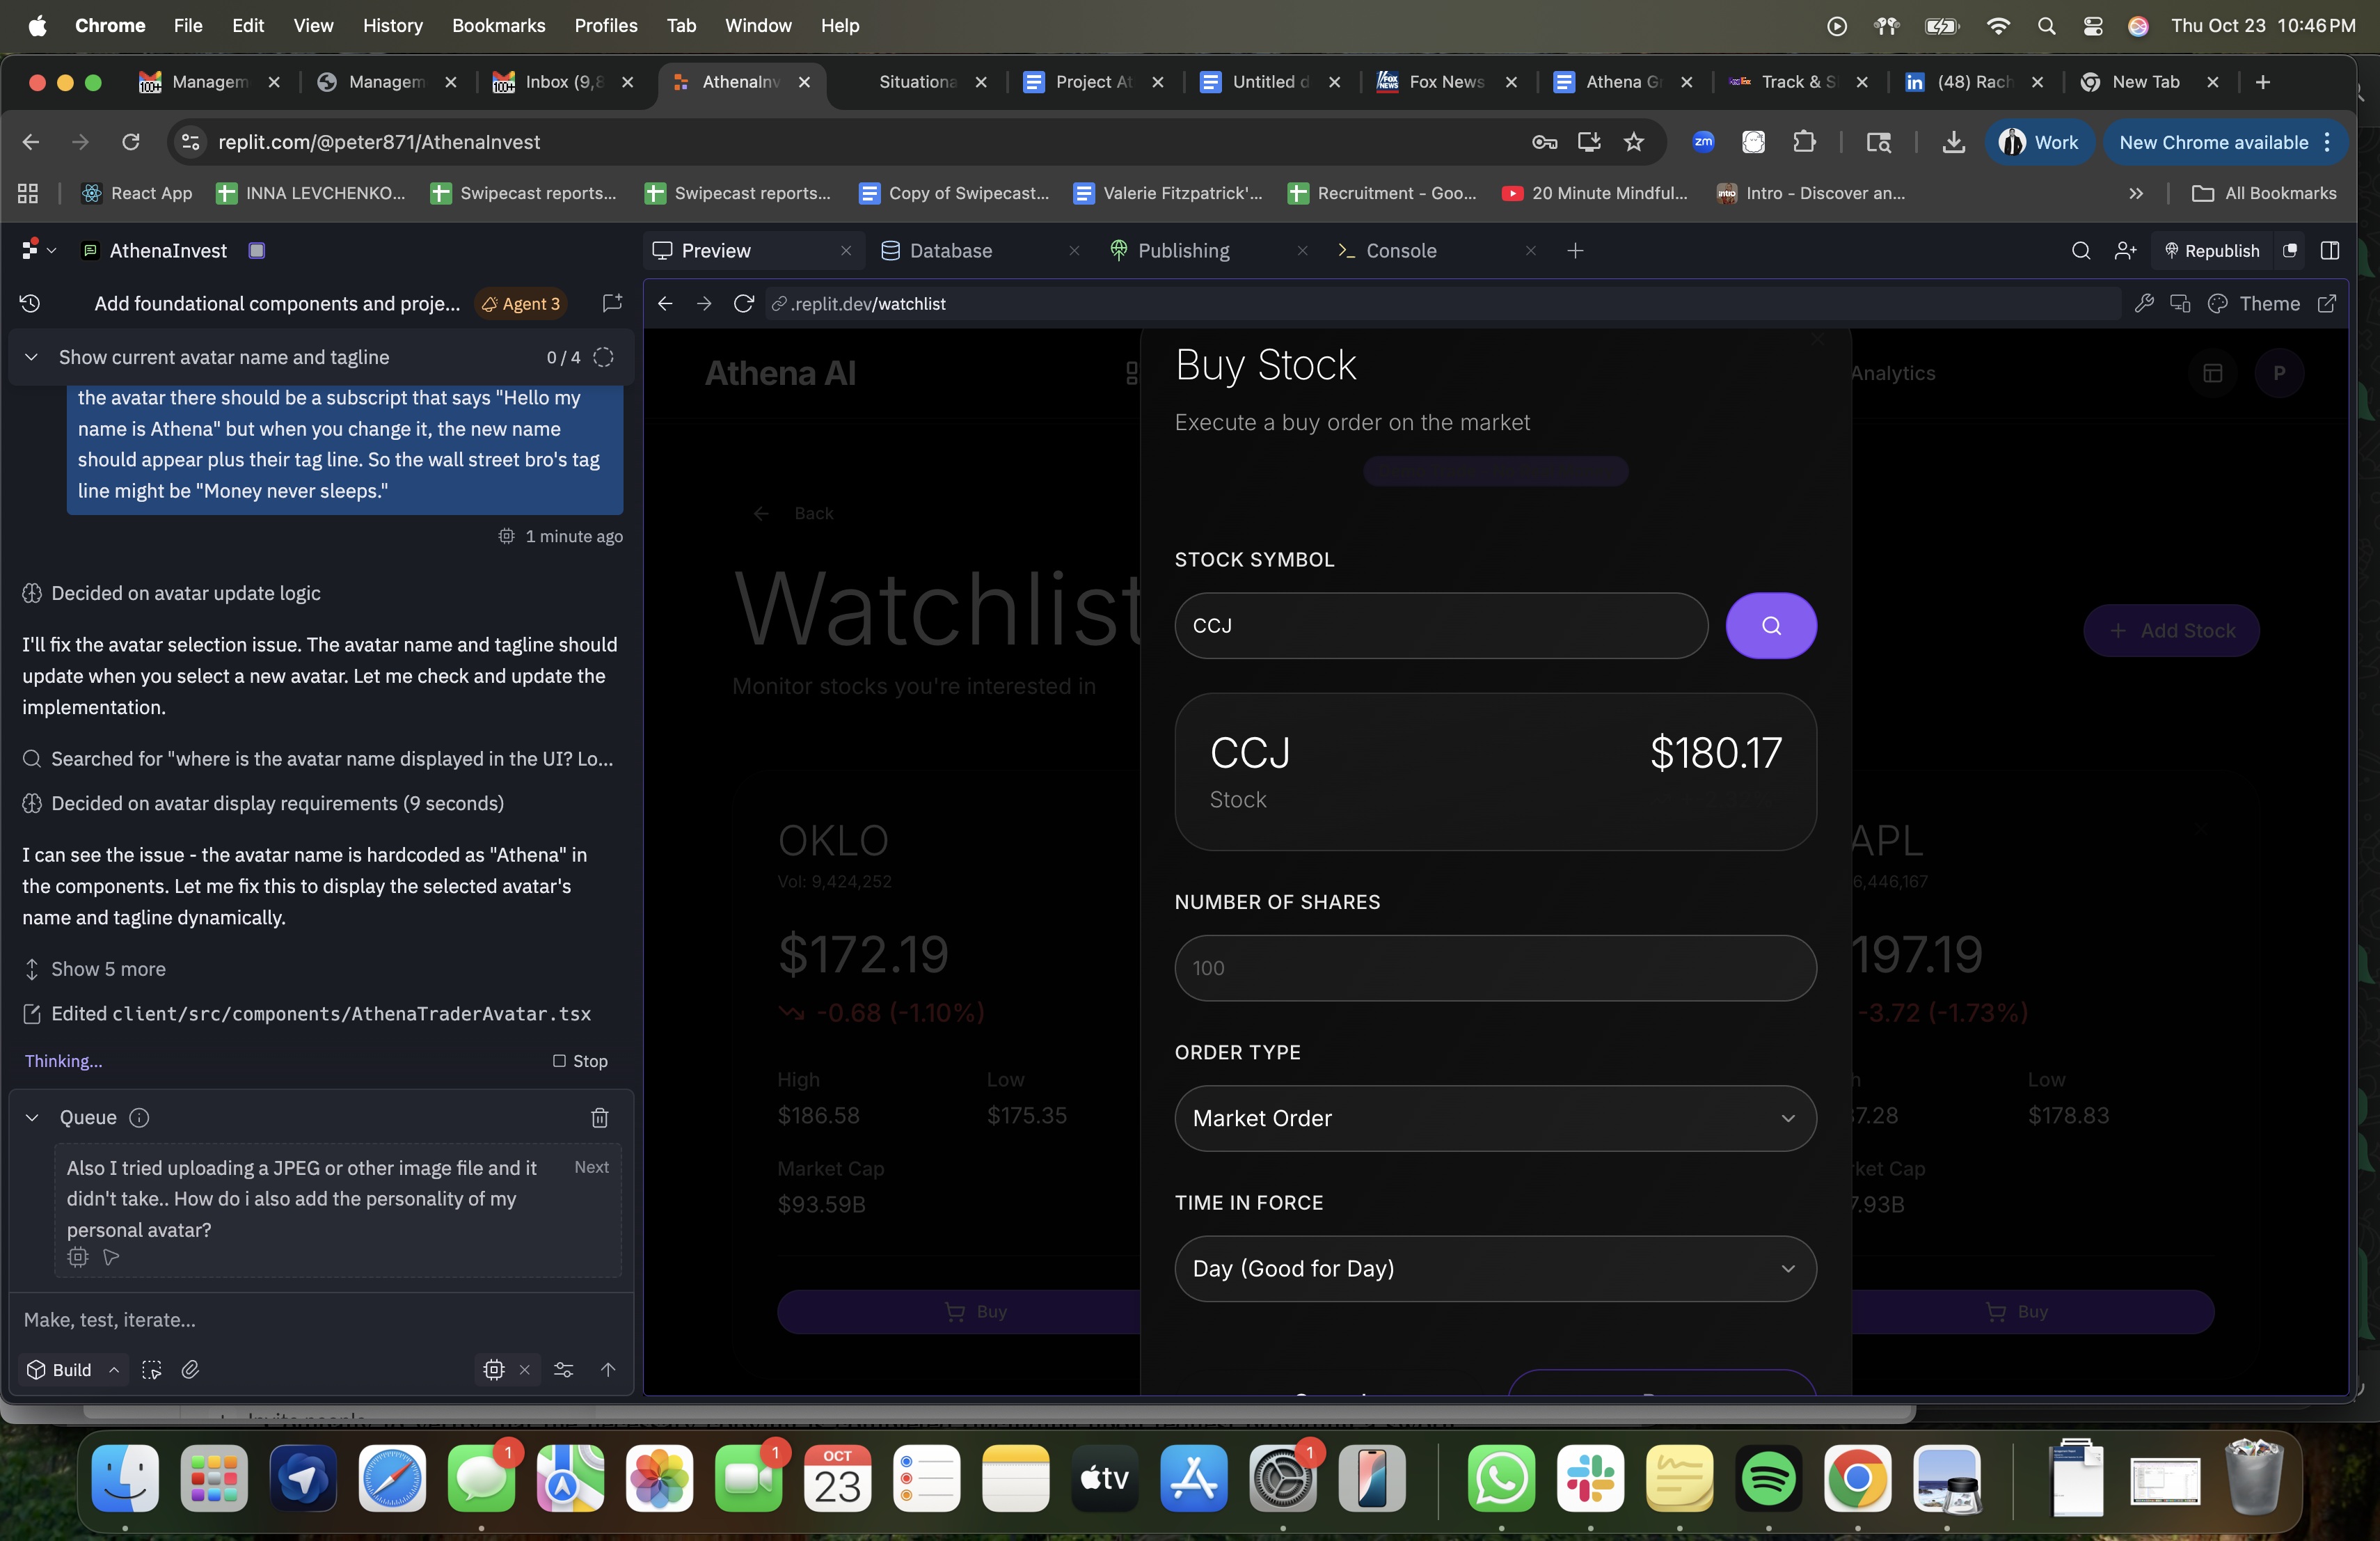 Chrome File Edit View History Bookmarks Profiles Tab Window Help Thu Oct 23 10:46 PM
100+ Managem Managem 100+ Inbox (9,8 AthenaInv Situationa Project At Untitled d Fox News Athena Gr Track & S (48) Rach New Tab
replit.com/@peter871/AthenaInvest zm Work New Chrome available
React App INNA LEVCHENKO... Swipecast reports... Swipecast reports... Copy of Swipecast... Valerie Fitzpatrick'... Recruitment - Goo... 20 Minute Mindful... Intro - Discover an... All Bookmarks
AthenaInvest Preview Database Publishing Console Republish
Add foundational components and proje... Agent 3
.replit.dev/watchlist Theme
Show current avatar name and tagline 0 / 4
the avatar there should be a subscript that says "Hello my
name is Athena" but when you change it, the new name
should appear plus their tag line. So the wall street bro's tag
line might be "Money never sleeps."
1 minute ago
Decided on avatar update logic
I'll fix the avatar selection issue. The avatar name and tagline should
update when you select a new avatar. Let me check and update the
implementation.
Searched for "where is the avatar name displayed in the UI? Lo...
Decided on avatar display requirements (9 seconds)
I can see the issue - the avatar name is hardcoded as "Athena" in
the components. Let me fix this to display the selected avatar's
name and tagline dynamically.
Show 5 more
Edited client/src/components/AthenaTraderAvatar.tsx
Thinking... Stop
Queue
Also I tried uploading a JPEG or other image file and it Next
didn't take.. How do i also add the personality of my
personal avatar?
Make, test, iterate...
Build
Athena AI Analytics P
Back
Watchlist
Monitor stocks you're interested in
Add Stock
OKLO
Vol: 9,424,252
$172.19
-0.68 (-1.10%)
High Low
$186.58 $175.35
Market Cap
$93.59B
Buy
Buy Stock
Execute a buy order on the market
STOCK SYMBOL
CCJ
CCJ $180.17
Stock
NUMBER OF SHARES
100
ORDER TYPE
Market Order
TIME IN FORCE
Day (Good for Day)
APL
6,446,167
197.19
-3.72 (-1.73%)
Low
7.28 $178.83
ket Cap
7.93B
Buy
1 1 OCT 23 tv 1